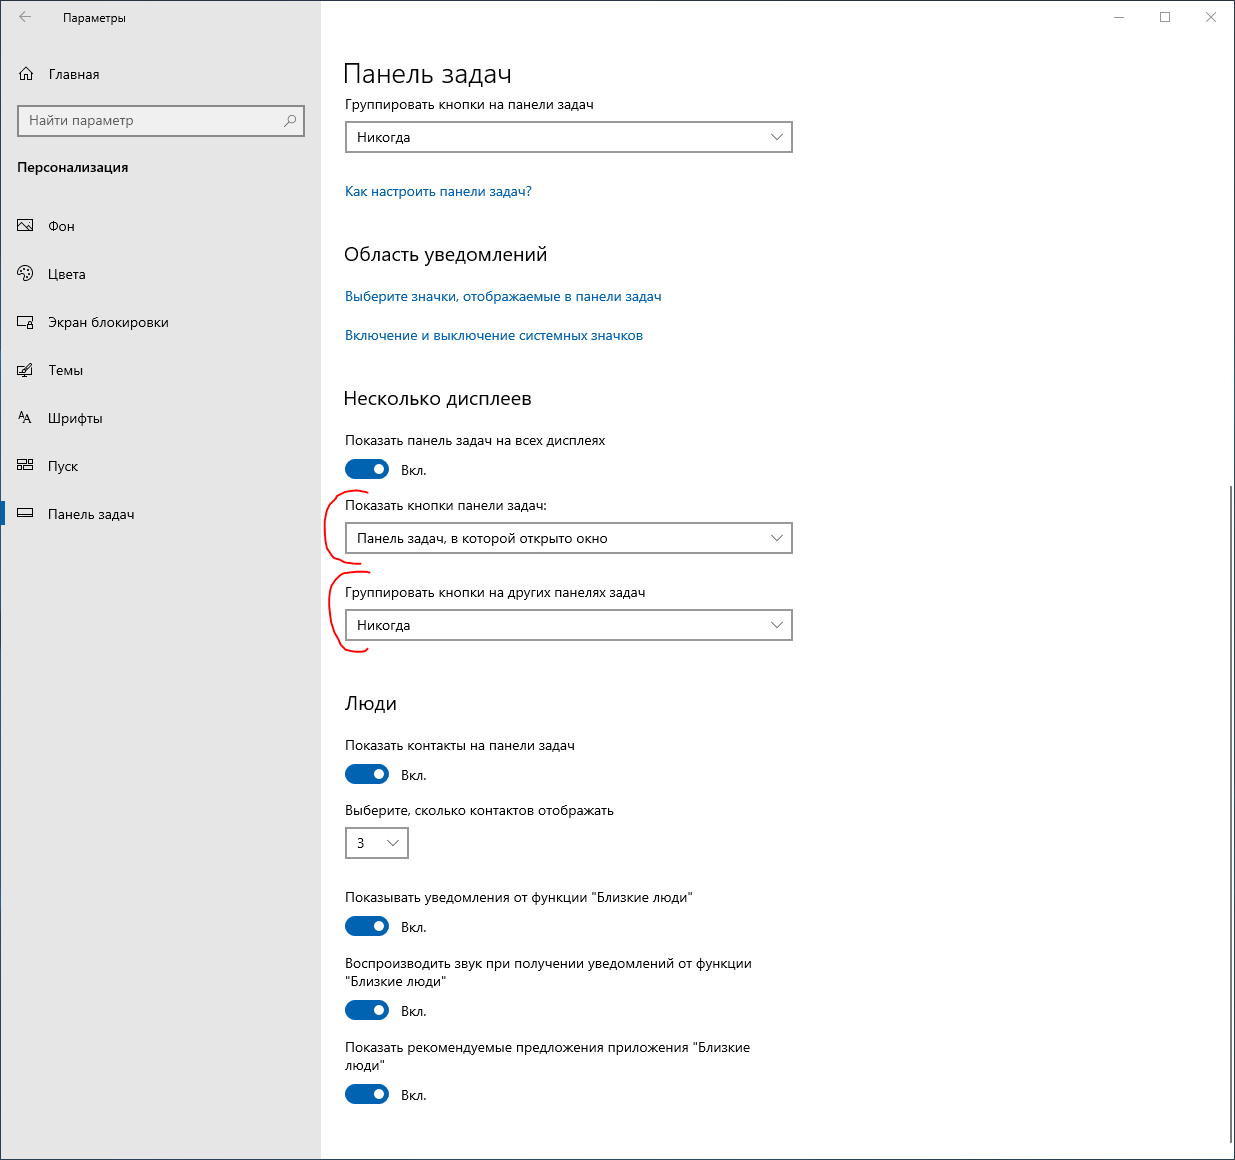 Параметры
Главная
Найти параметр
Персонализация
Фон
Цвета
Экран блокировки
Темы
Шрифты
Пуск
Панель задач
Панель задач
Группировать кнопки на панели задач
Никогда
Как настроить панели задач?
Область уведомлений
Выберите значки, отображаемые в панели задач
Включение и выключение системных значков
Несколько дисплеев
Показать панель задач на всех дисплеях
Вкл.
Показать кнопки панели задач:
Панель задач, в которой открыто окно
Группировать кнопки на других панелях задач
Никогда
Люди
Показать контакты на панели задач
Вкл.
Выберите, сколько контактов отображать
3
Показывать уведомления от функции "Близкие люди"
Вкл.
Воспроизводить звук при получении уведомлений от функции
"Близкие люди"
Вкл.
Показать рекомендуемые предложения приложения "Близкие
люди"
Вкл.